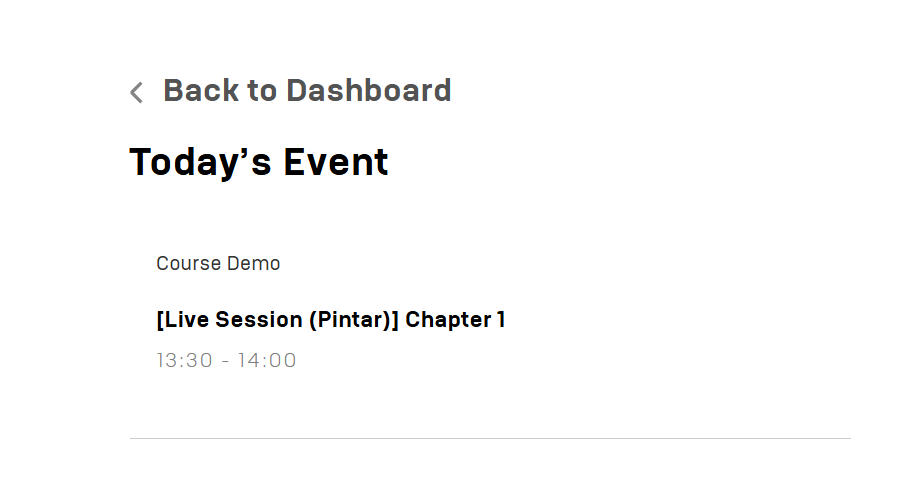 Back to Dashboard
Today’s Event
Course Demo
[Live Session (Pintar)] Chapter 1
13:30 - 14:00